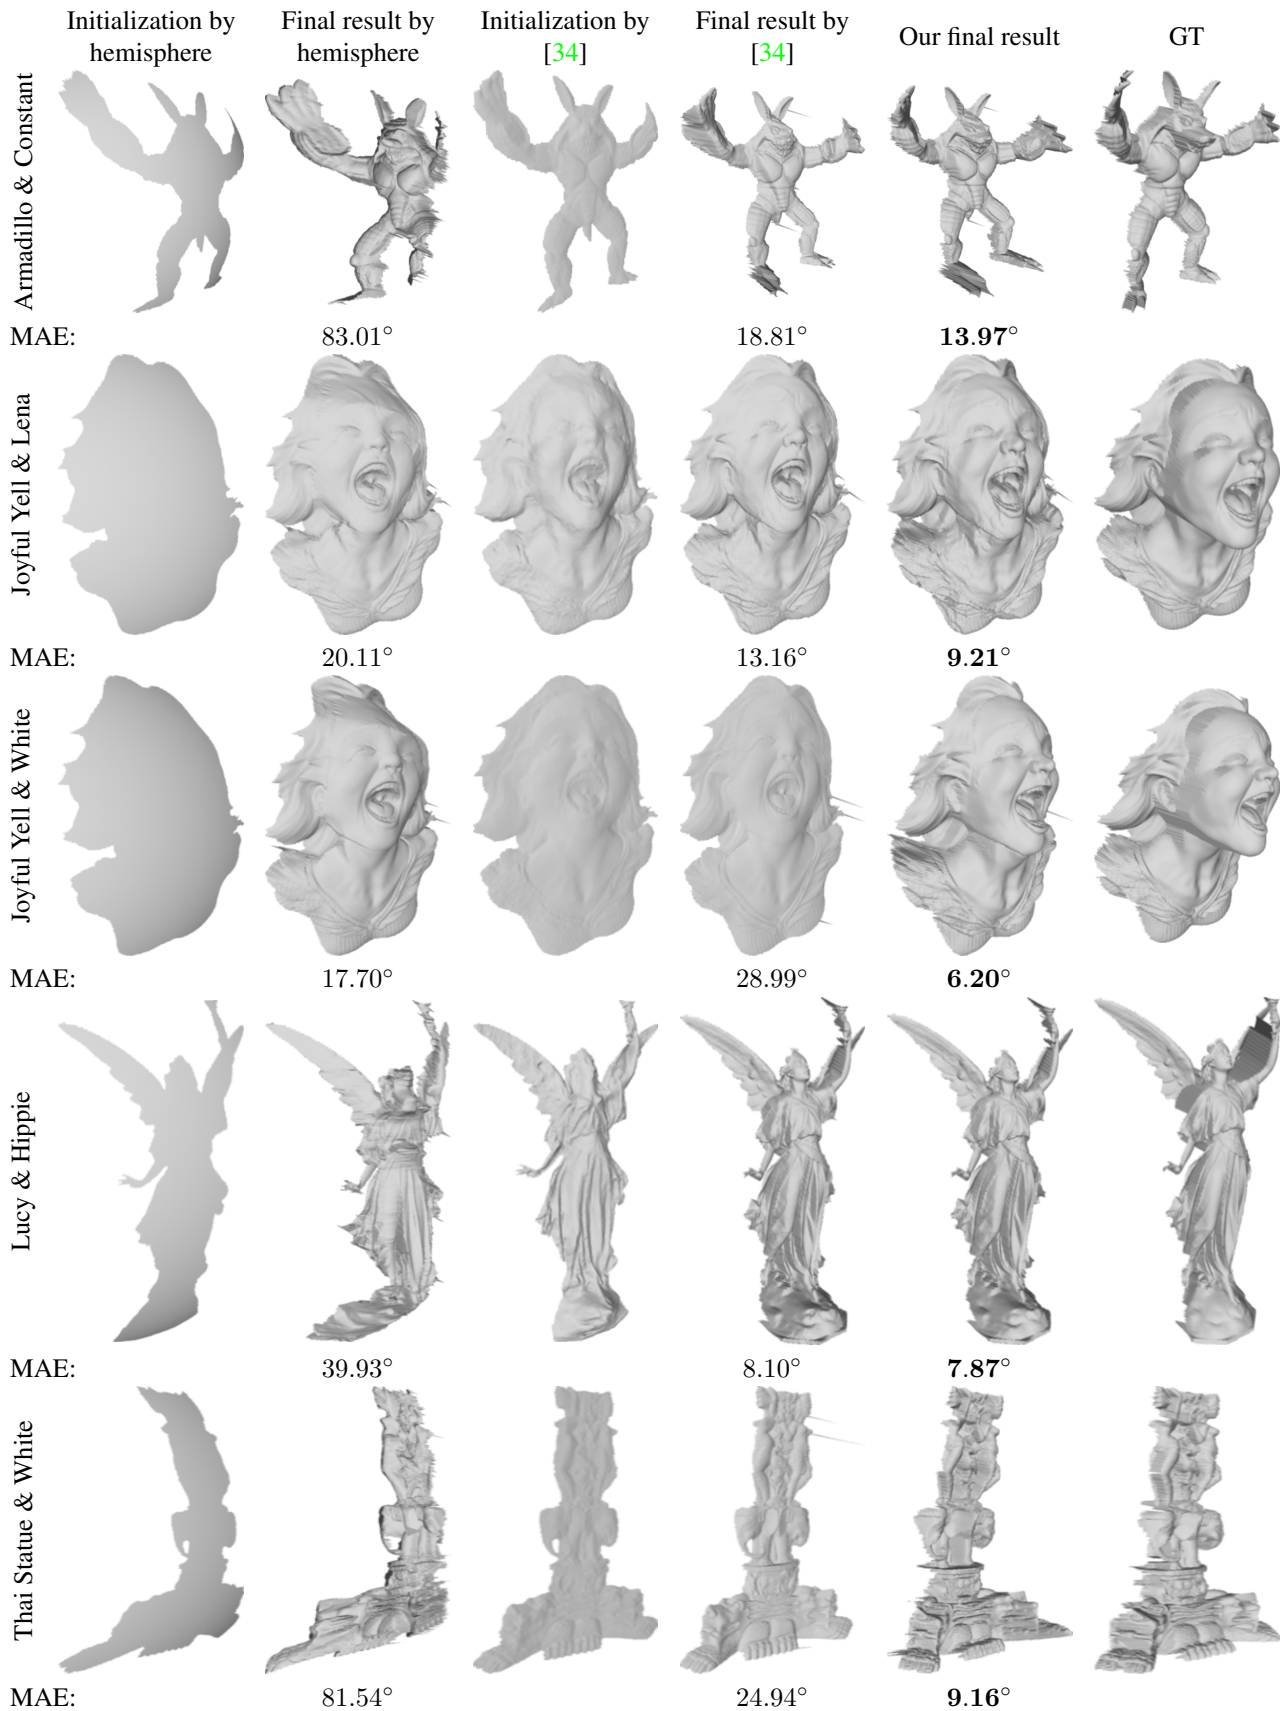 Initialization by hemisphere
Final result by hemisphere
Initialization by [34]
Final result by [34]
Our final result
GT
Armadillo & Constant
MAE: 83.01° 18.81° 13.97°
Joyful Yell & Lena
MAE: 20.11° 13.16° 9.21°
Joyful Yell & White
MAE: 17.70° 28.99° 6.20°
Lucy & Hippie
MAE: 39.93° 8.10° 7.87°
Thai Statue & White
MAE: 81.54° 24.94° 9.16°